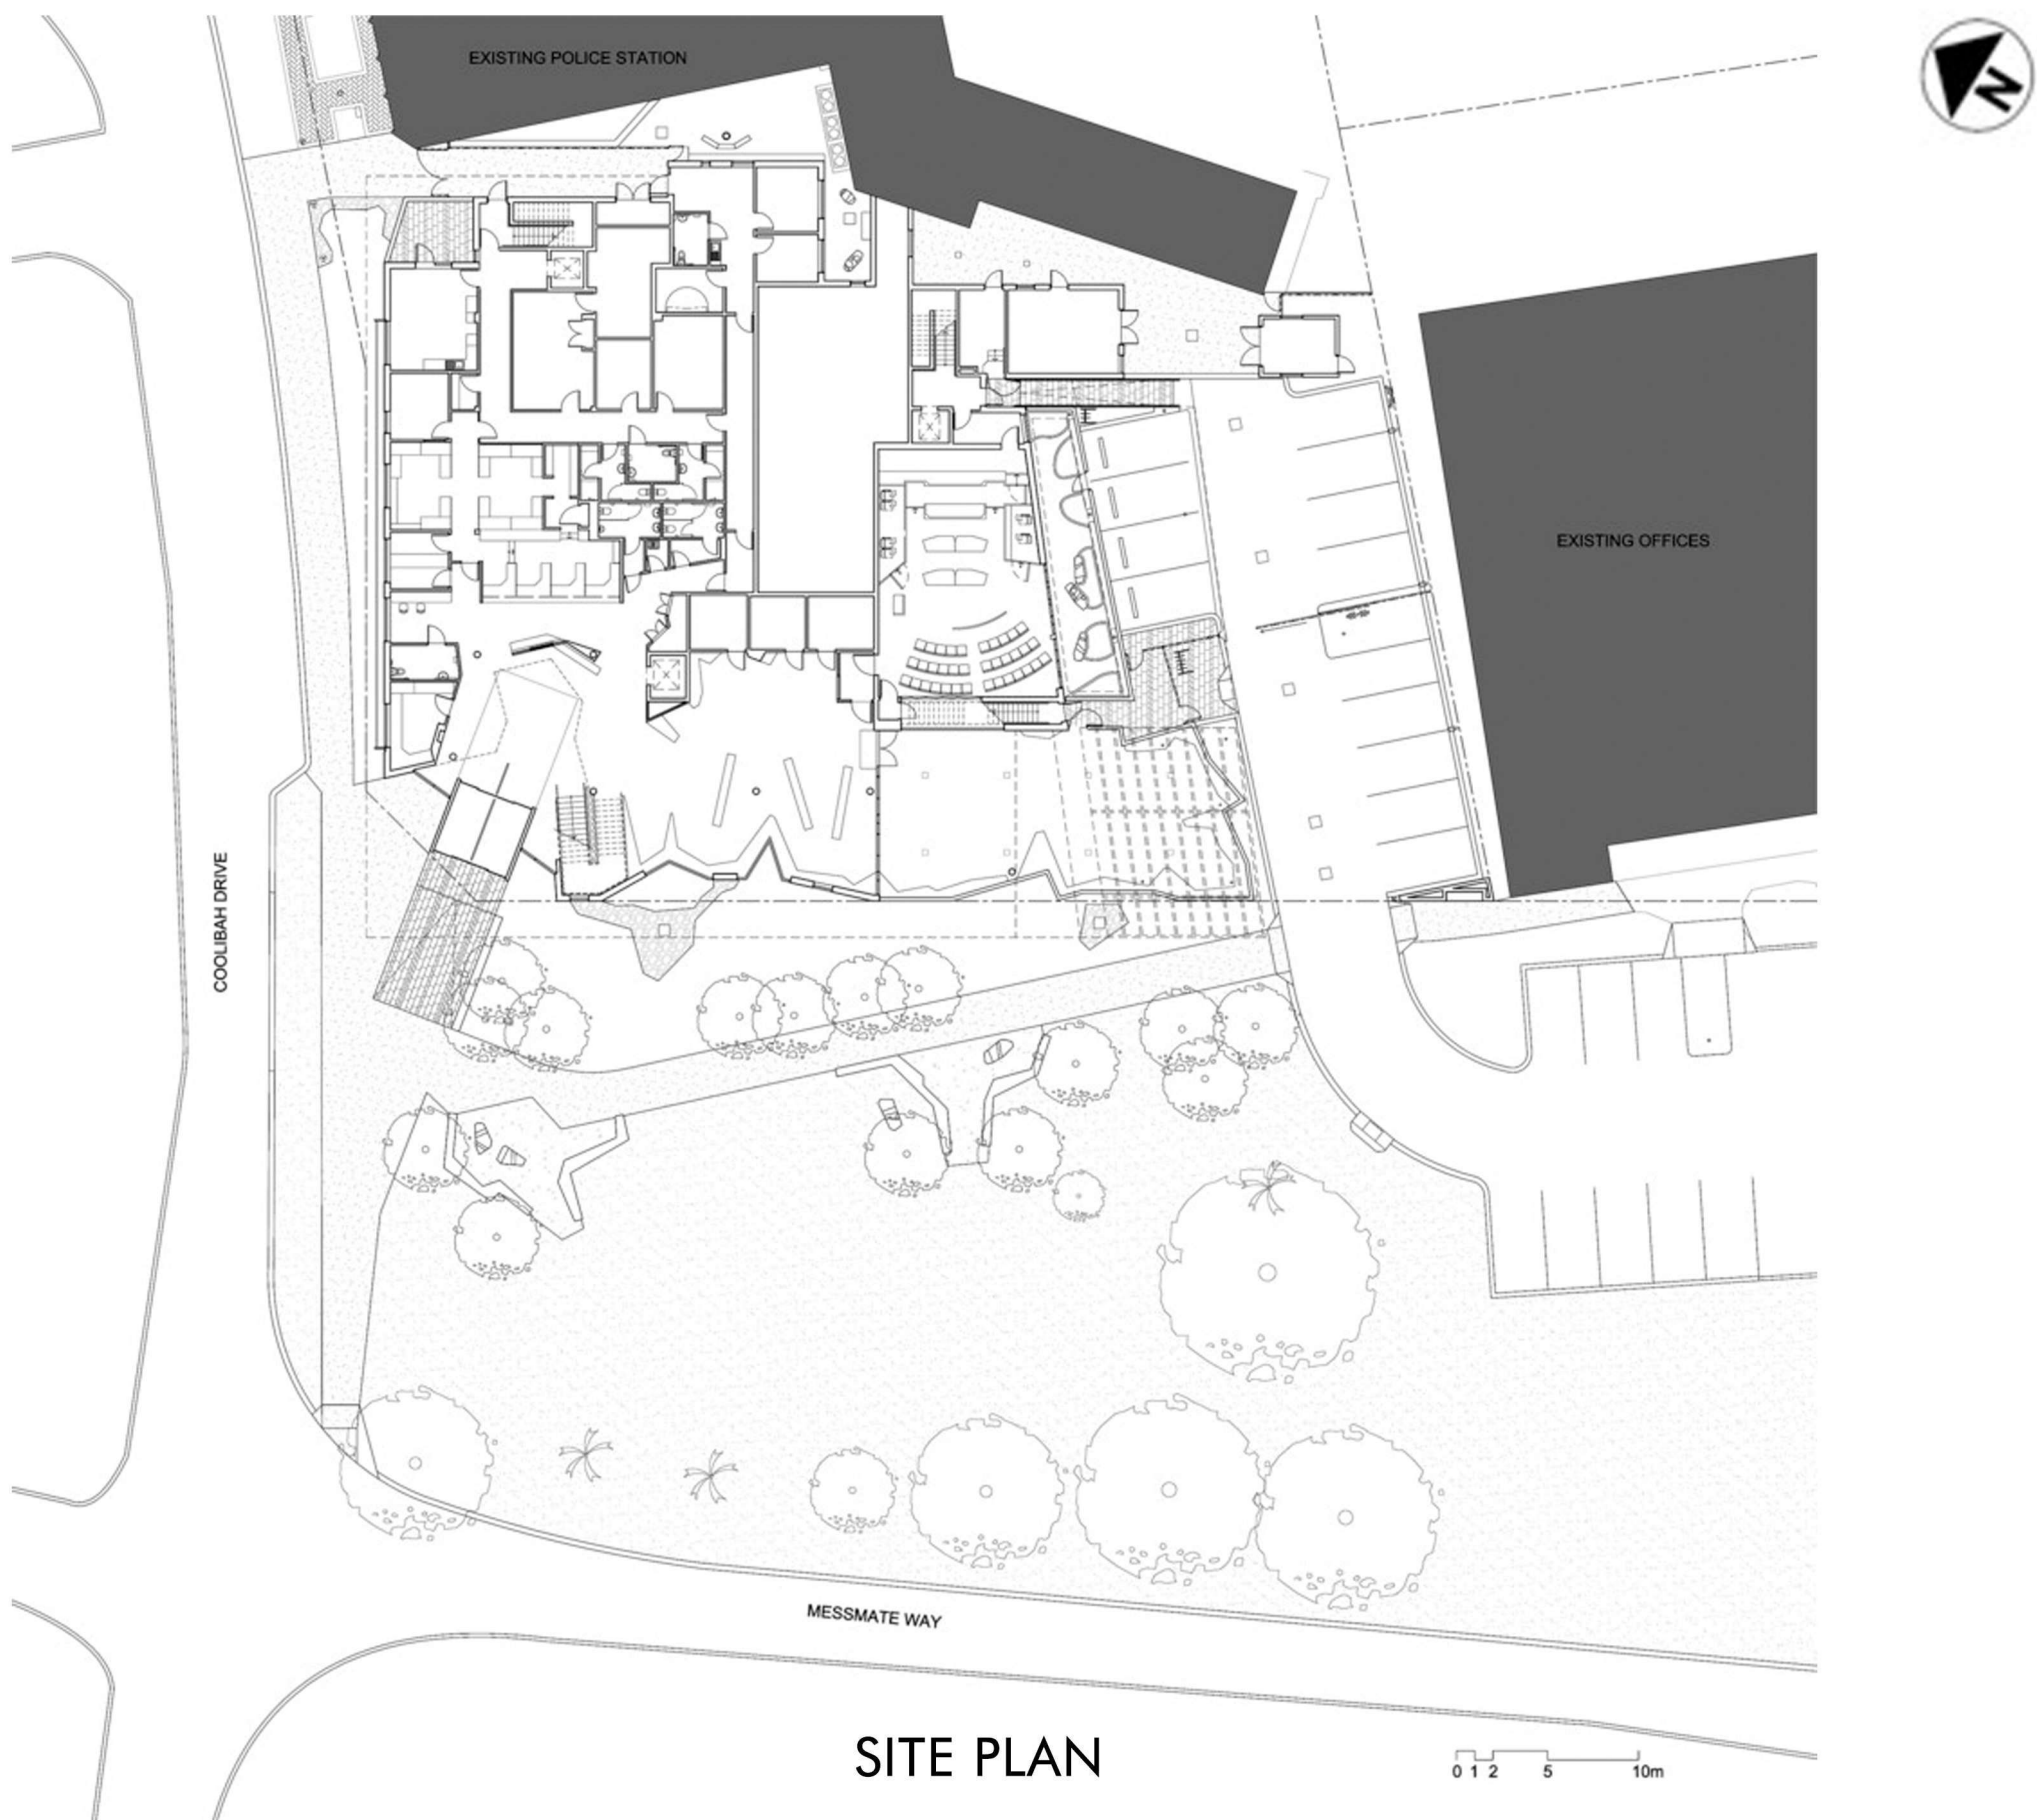 EXISTING POLICE STATION
N
EXISTING OFFICES
COOLIBAH DRIVE
MESSMATE WAY
SITE PLAN
0 1 2 5 10m